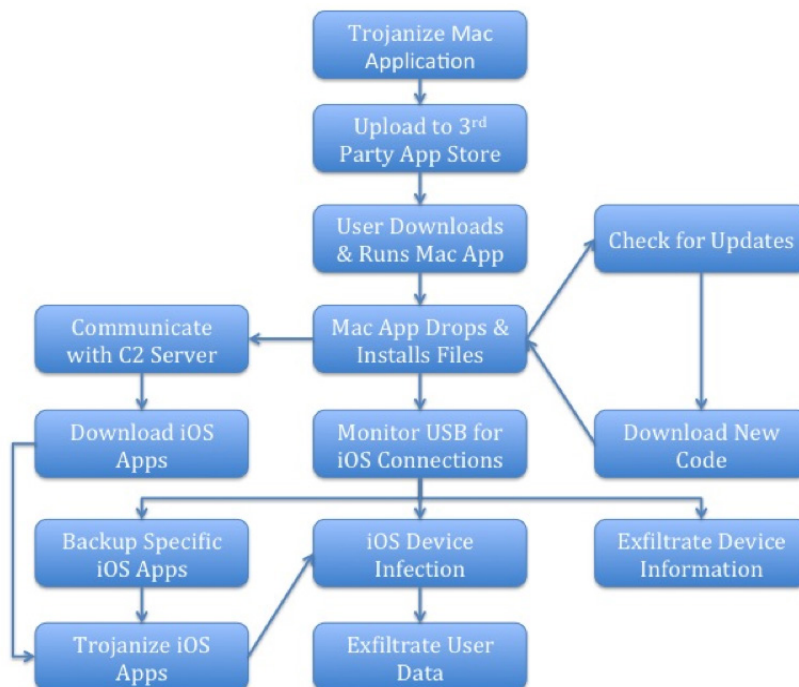 Trojanize Mac
Application
Upload to 3rd
Party App Store
User Downloads
& Runs Mac App
Check for Updates
Communicate
with C2 Server
Mac App Drops &
Installs Files
Download iOS
Apps
Monitor USB for
iOS Connections
Download New
Code
Backup Specific
iOS Apps
iOS Device
Infection
Exfiltrate Device
Information
Trojanize iOS
Apps
Exfiltrate User
Data